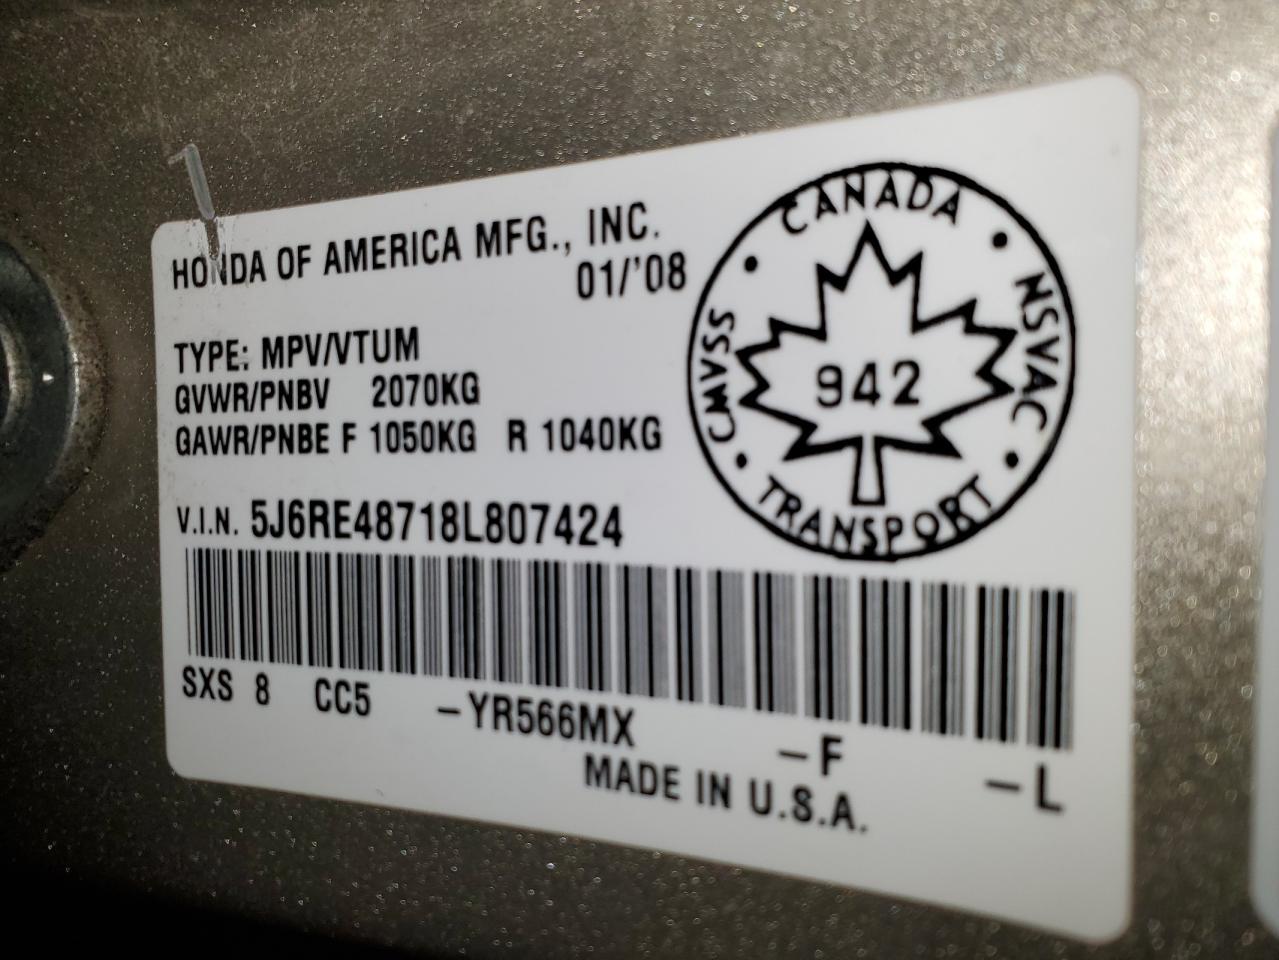 HONDA OF AMERICA MFG., INC.
01/'08
TYPE: MPV/VTUM
GVWR/PNBV 2070KG
GAWR/PNBE F 1050KG R 1040KG
V.I.N. 5J6RE48718L807424
SXS 8 CC5 –YR566MX –F –L
MADE IN U.S.A.
CANADA • NSVAC • TRANSPORT • CMVSS •
942